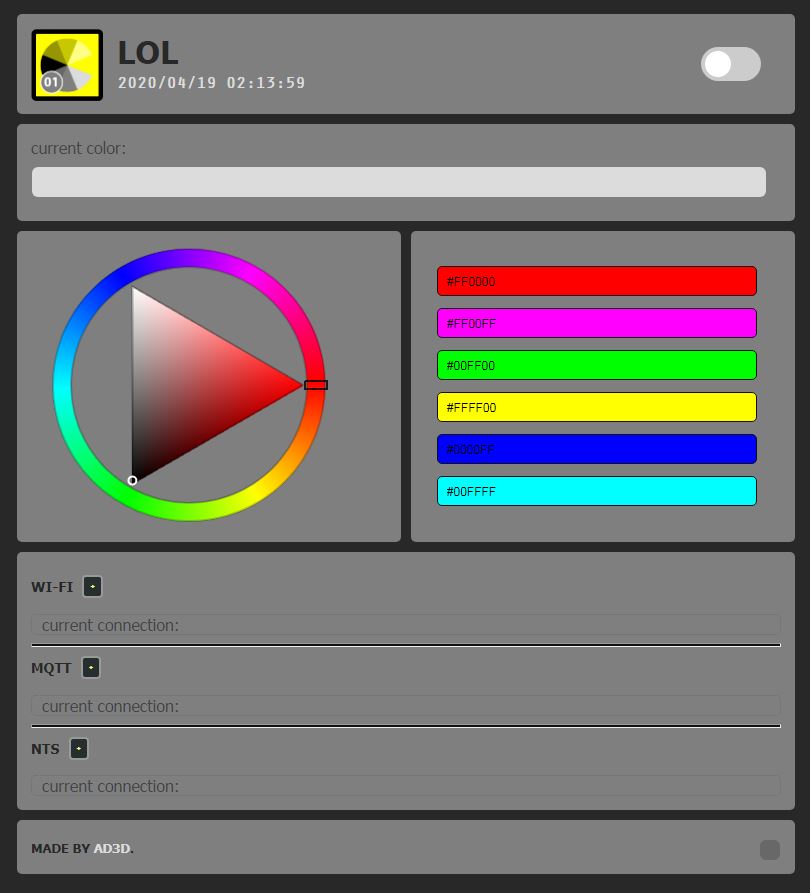 01
LOL
2020/04/19 02:13:59
current color:
#FF0000
#FF00FF
#00FF00
#FFFF00
#0000FF
#00FFFF
WI-FI +
current connection:
MQTT +
current connection:
NTS +
current connection:
MADE BY AD3D.